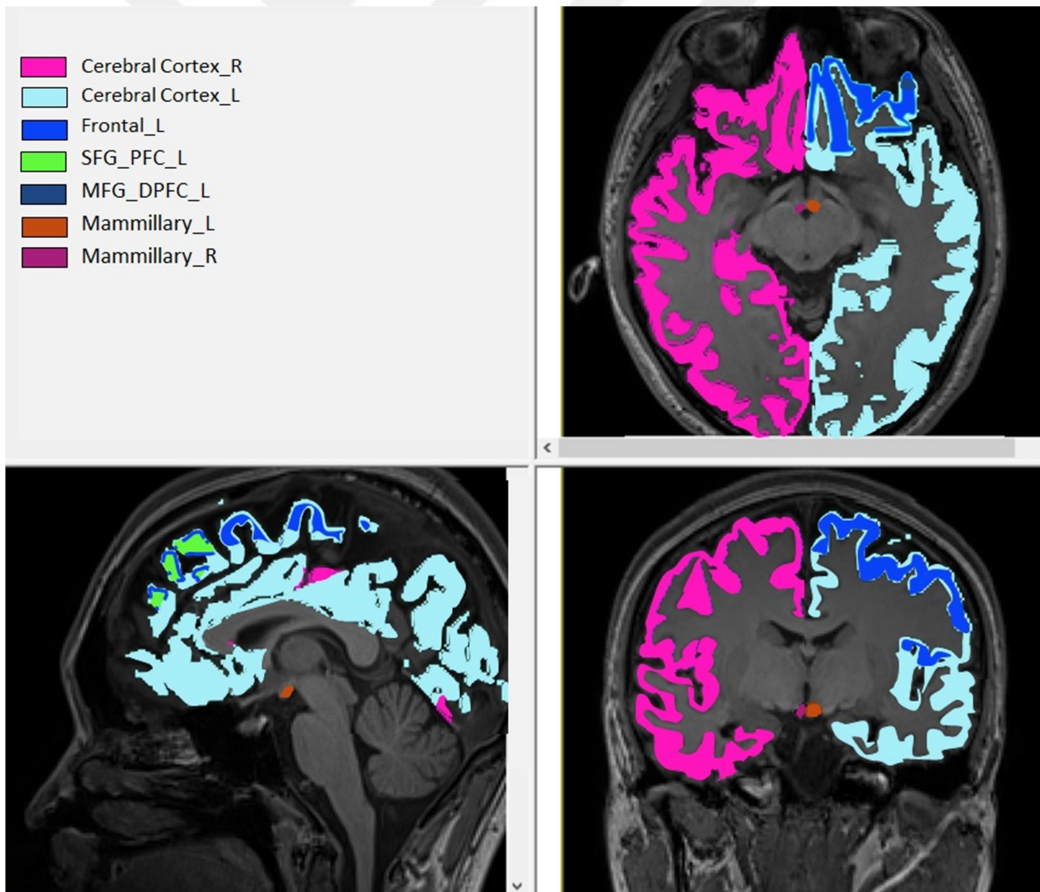 Cerebral Cortex_R
Cerebral Cortex_L
Frontal_L
SFG_PFC_L
MFG_DPFC_L
Mammillary_L
Mammillary_R